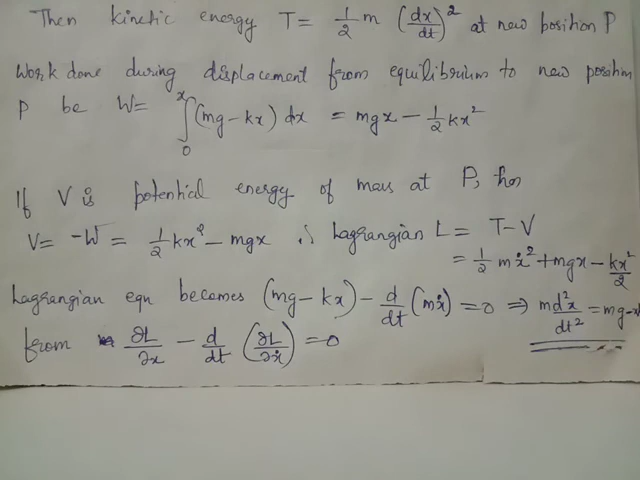 Then kinetic energy T = 1/2 m (dx/dt)² at new position P
Work done during displacement from equilibrium to new position
P be W = ∫₀ˣ (mg − kx) dx = mgx − 1/2 kx²
If V is potential energy of mass at P, then
V = −W = 1/2 kx² − mgx ∴ Lagrangian L = T − V
= 1/2 mẋ² + mgx − kx²/2
Lagrangian eqn becomes (mg − kx) − d/dt (mẋ) = 0 ⇒ md²x/dt² = mg −
from ∂L/∂x − d/dt (∂L/∂ẋ) = 0